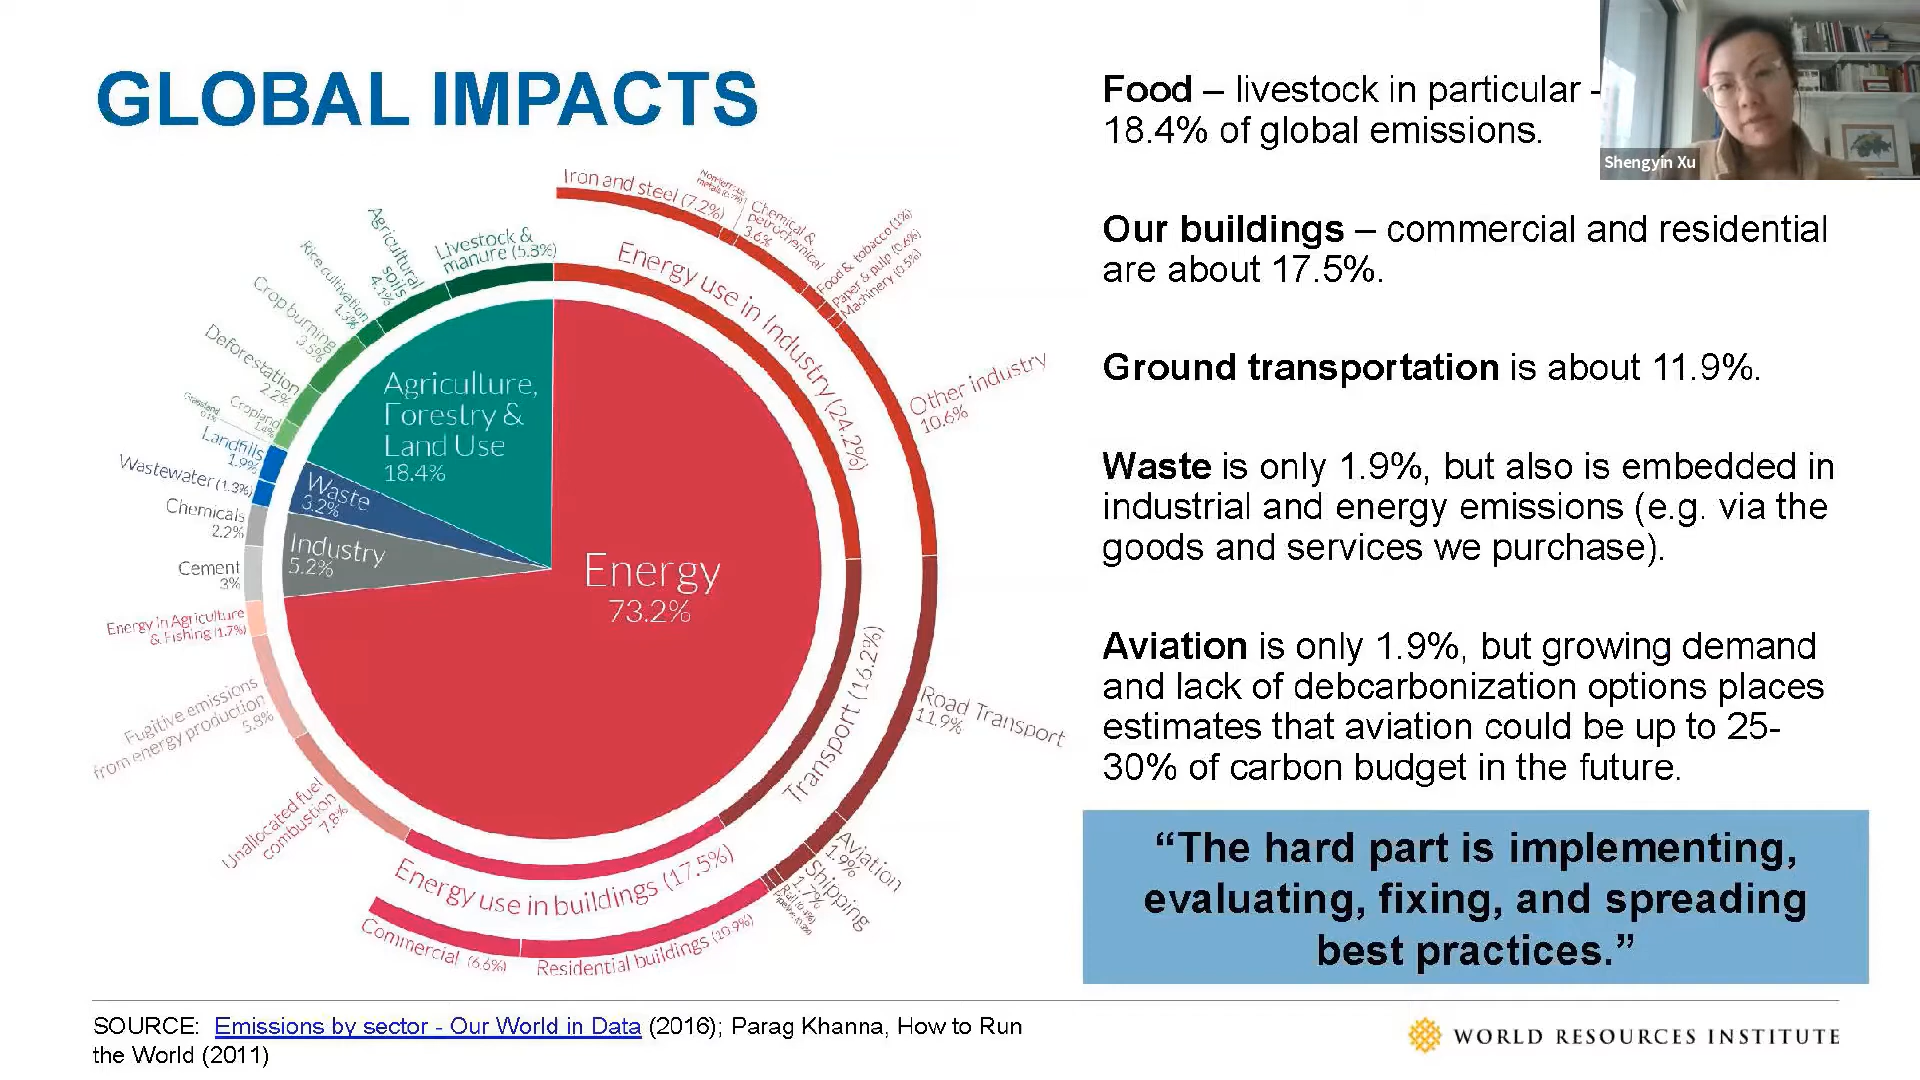 GLOBAL IMPACTS
Food – livestock in particular -
18.4% of global emissions.
Shengyin Xu
Our buildings – commercial and residential
are about 17.5%.
Ground transportation is about 11.9%.
Waste is only 1.9%, but also is embedded in
industrial and energy emissions (e.g. via the
goods and services we purchase).
Aviation is only 1.9%, but growing demand
and lack of debcarbonization options places
estimates that aviation could be up to 25-
30% of carbon budget in the future.
“The hard part is implementing,
evaluating, fixing, and spreading
best practices.”
Iron and steel (7.2%)
Chemical &
petrochemical
3.6%
Food & tobacco (1%)
Paper & pulp (0.6%)
Machinery (0.5%)
Other industry
10.6%
Energy use in Industry (24.2%)
Road Transport
11.9%
Transport (16.2%)
Aviation
1.9%
Shipping
1.7%
Energy use in buildings (17.5%)
Residential buildings (10.9%)
Commercial (6.6%)
Unallocated fuel
combustion
7.8%
Fugitive emissions
from energy production
5.8%
Energy in Agriculture
& Fishing (1.7%)
Cement
3%
Chemicals
2.2%
Wastewater (1.3%)
Landfills
1.9%
Cropland
1.4%
Deforestation
2.2%
Crop burning
3.5%
Rice cultivation
1.3%
Agricultural
soils
4.1%
Livestock &
manure (5.8%)
Agriculture,
Forestry &
Land Use
18.4%
Waste
3.2%
Industry
5.2%
Energy
73.2%
SOURCE: Emissions by sector - Our World in Data (2016); Parag Khanna, How to Run
the World (2011)
WORLD RESOURCES INSTITUTE